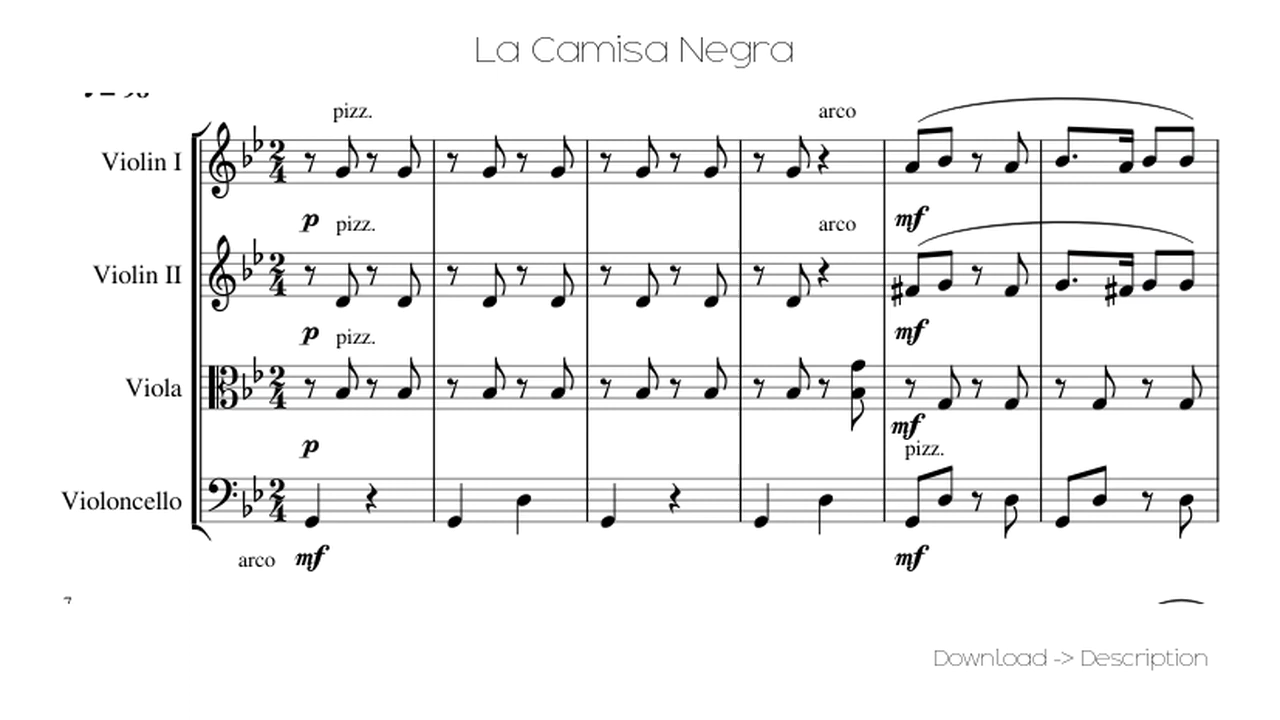 La Camisa Negra
pizz.
arco
Violin I
p
mf
pizz.
arco
Violin II
p
mf
pizz.
Viola
p
mf
pizz.
Violoncello
arco
mf
mf
7
Download -> Description